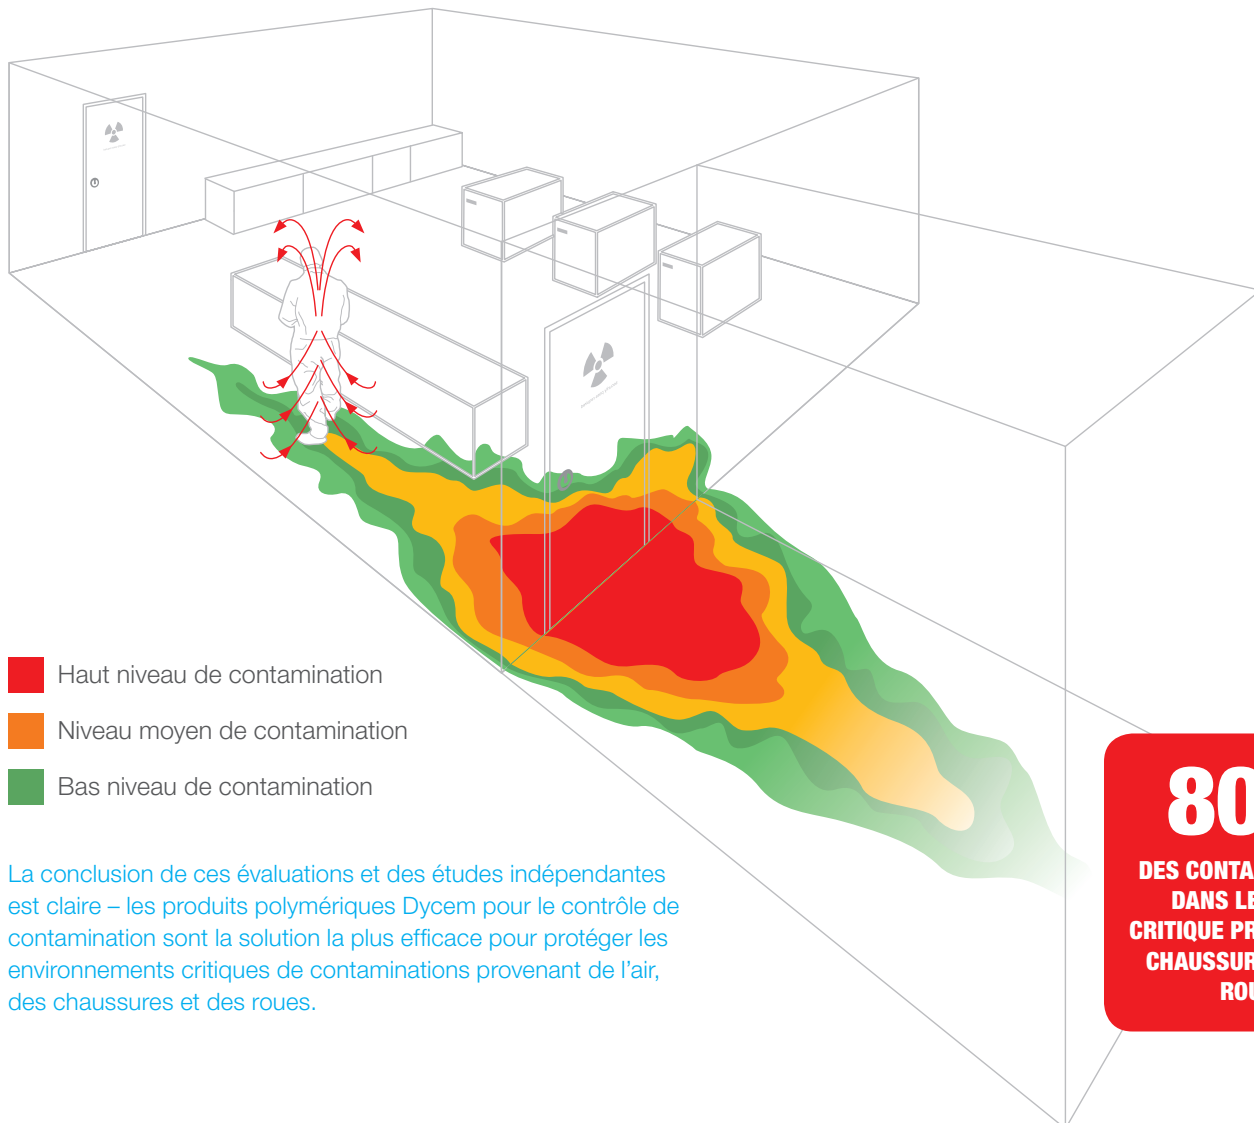 Haut niveau de contamination
Niveau moyen de contamination
Bas niveau de contamination
La conclusion de ces évaluations et des études indépendantes
est claire – les produits polymériques Dycem pour le contrôle de
contamination sont la solution la plus efficace pour protéger les
environnements critiques de contaminations provenant de l’air,
des chaussures et des roues.
80
DES CONTA
DANS LE
CRITIQUE PR
CHAUSSUR
ROU